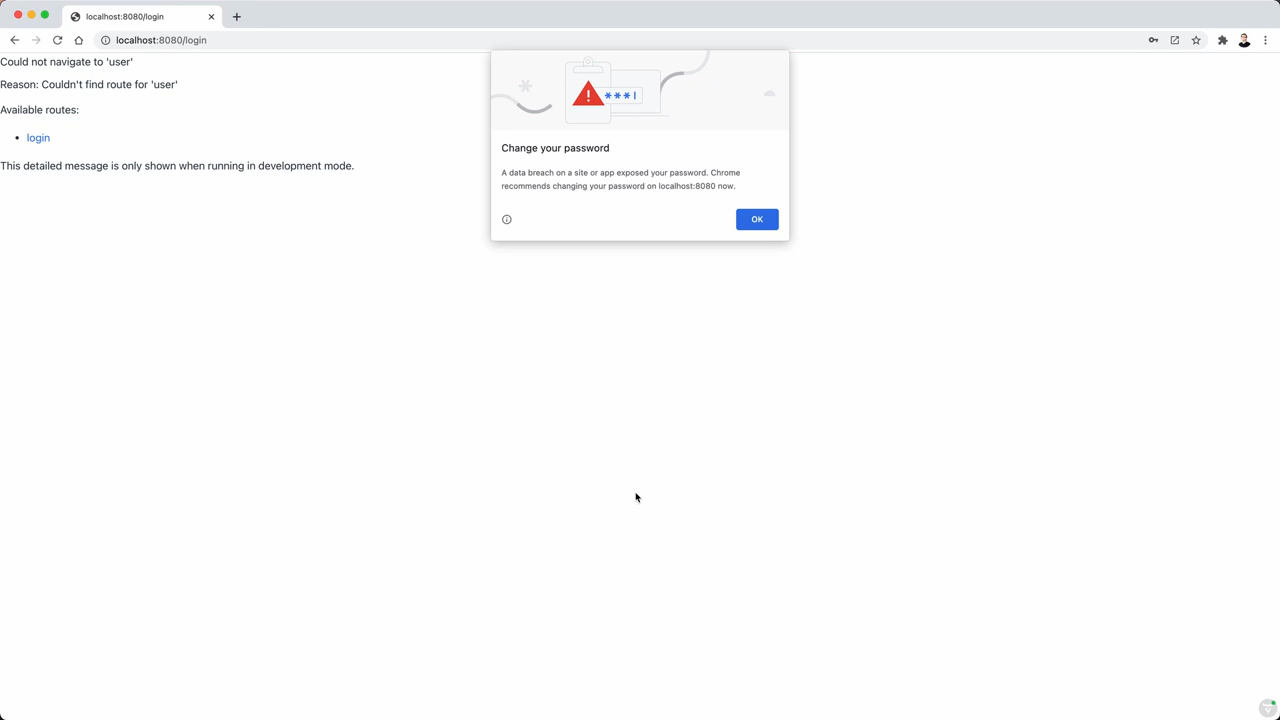 localhost:8080/login
localhost:8080/login
Could not navigate to 'user'
Reason: Couldn't find route for 'user'
Available routes:
• login
This detailed message is only shown when running in development mode.
***|
Change your password
A data breach on a site or app exposed your password. Chrome
recommends changing your password on localhost:8080 now.
OK